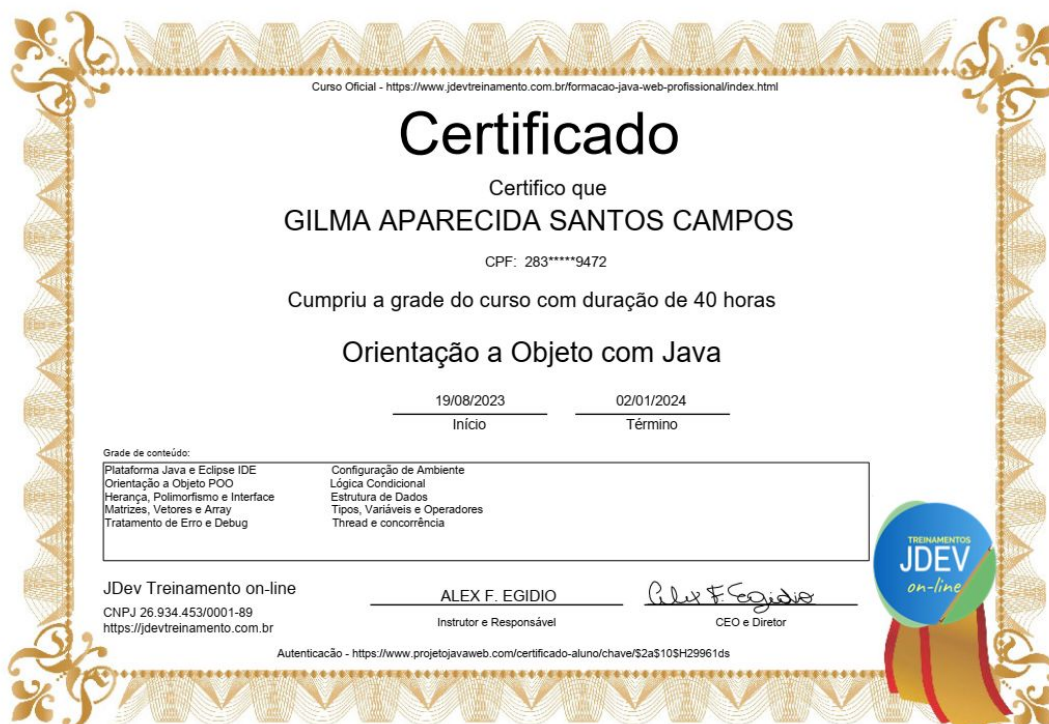 Curso Oficial - https://www.jdevtreinamento.com.br/formacao-java-web-profissional/index.html
Certificado
Certifico que
GILMA APARECIDA SANTOS CAMPOS
CPF: 283*****9472
Cumpriu a grade do curso com duração de 40 horas
Orientação a Objeto com Java
19/08/2023 02/01/2024
Início Término
Grade de conteúdo:
Plataforma Java e Eclipse IDE Configuração de Ambiente
Orientação a Objeto POO Lógica Condicional
Herança, Polimorfismo e Interface Estrutura de Dados
Matrizes, Vetores e Array Tipos, Variáveis e Operadores
Tratamento de Erro e Debug Thread e concorrência
TREINAMENTOS
JDEV
on-line
JDev Treinamento on-line
CNPJ 26.934.453/0001-89
https://jdevtreinamento.com.br
ALEX F. EGIDIO Alex F. Egidio
Instrutor e Responsável CEO e Diretor
Autenticacão - https://www.projetojavaweb.com/certificado-aluno/chave/$2a$10$H29961ds